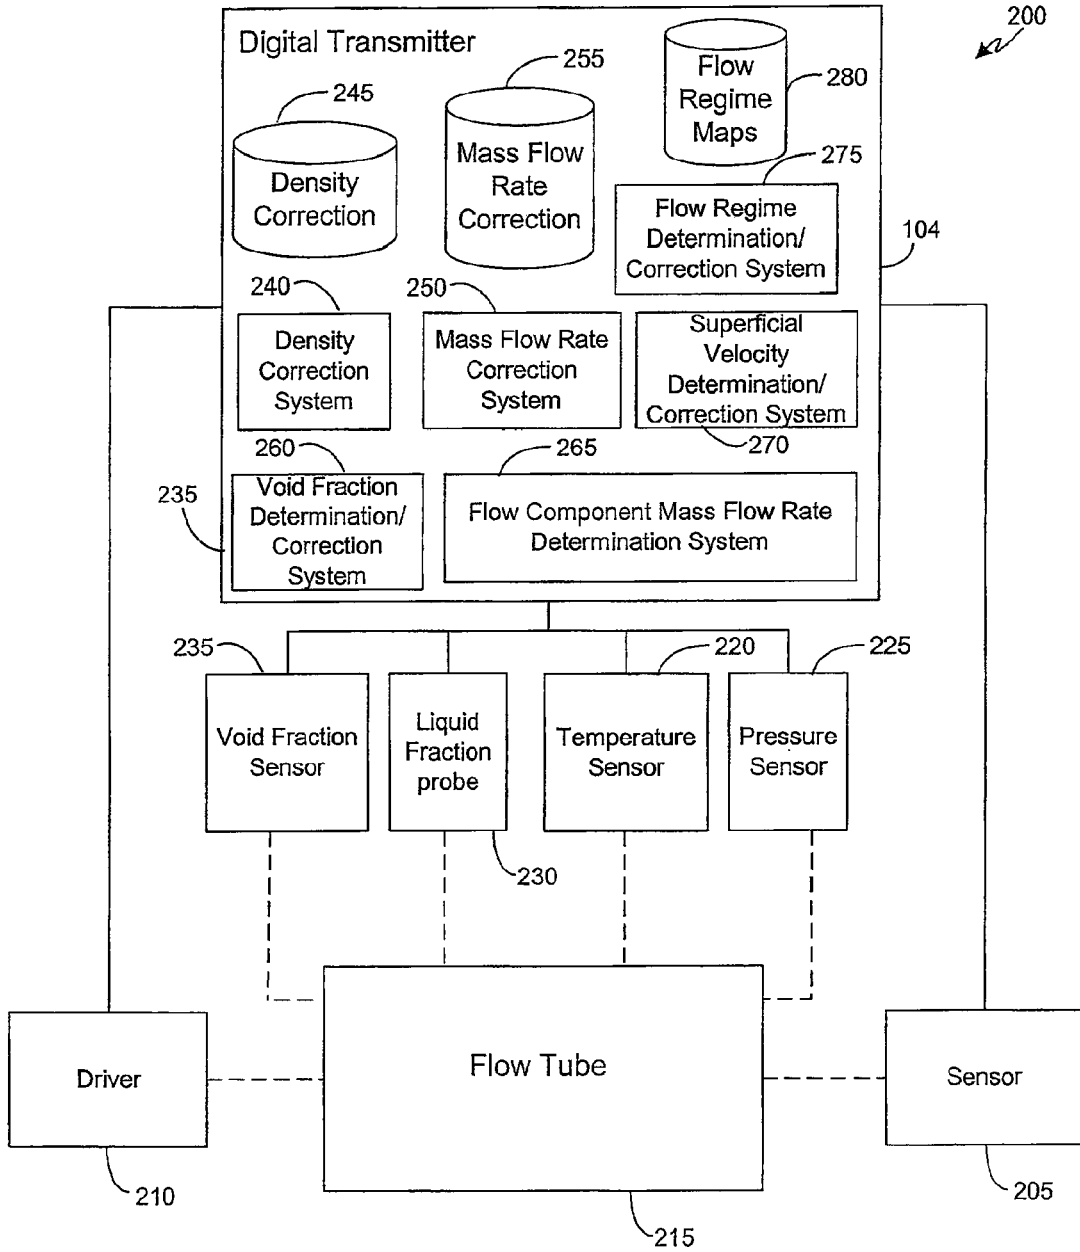 200
Digital Transmitter
255
245
Flow
Regime
Maps
280
Mass Flow
Rate
Correction
Density
Correction
275
Flow Regime
Determination/
Correction System
104
240
250
Density
Correction
System
Mass Flow Rate
Correction
System
Superficial
Velocity
Determination/
Correction System
260
265
270
235
Void Fraction
Determination/
Correction
System
Flow Component Mass Flow Rate
Determination System
235
220
225
Void Fraction
Sensor
Liquid
Fraction
probe
Temperature
Sensor
Pressure
Sensor
230
Driver
Flow Tube
Sensor
210
215
205